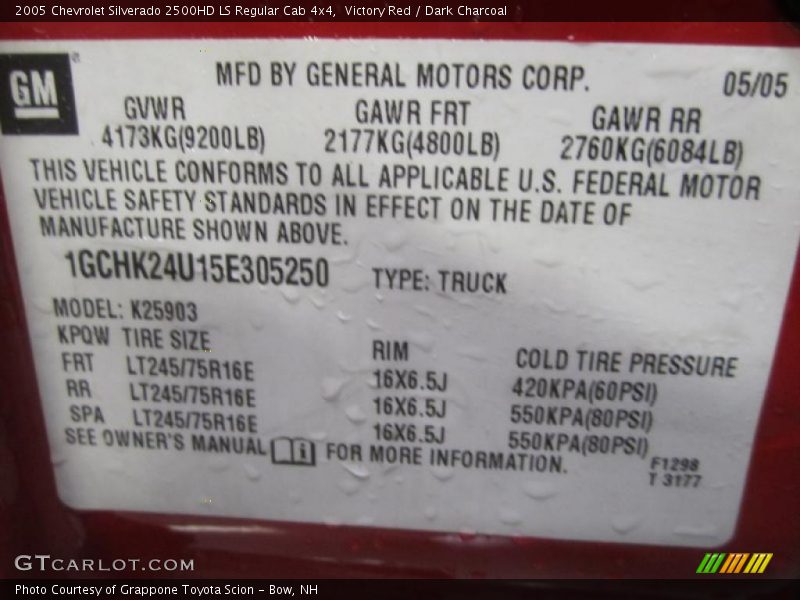 2005 Chevrolet Silverado 2500HD LS Regular Cab 4x4,  Victory Red / Dark Charcoal
GM
MFD BY GENERAL MOTORS CORP.
05/05
GVWR GAWR FRT GAWR RR
4173KG(9200LB) 2177KG(4800LB) 2760KG(6084LB)
THIS VEHICLE CONFORMS TO ALL APPLICABLE U.S. FEDERAL MOTOR
VEHICLE SAFETY STANDARDS IN EFFECT ON THE DATE OF
MANUFACTURE SHOWN ABOVE.
1GCHK24U15E305250 TYPE: TRUCK
MODEL: K25903
KPOW TIRE SIZE RIM COLD TIRE PRESSURE
FRT LT245/75R16E 16X6.5J 420KPA(60PSI)
RR LT245/75R16E 16X6.5J 550KPA(80PSI)
SPA LT245/75R16E 16X6.5J 550KPA(80PSI)
SEE OWNER'S MANUAL FOR MORE INFORMATION.
F1298
T 3177
GTCARLOT.COM
Photo Courtesy of Grappone Toyota Scion - Bow, NH